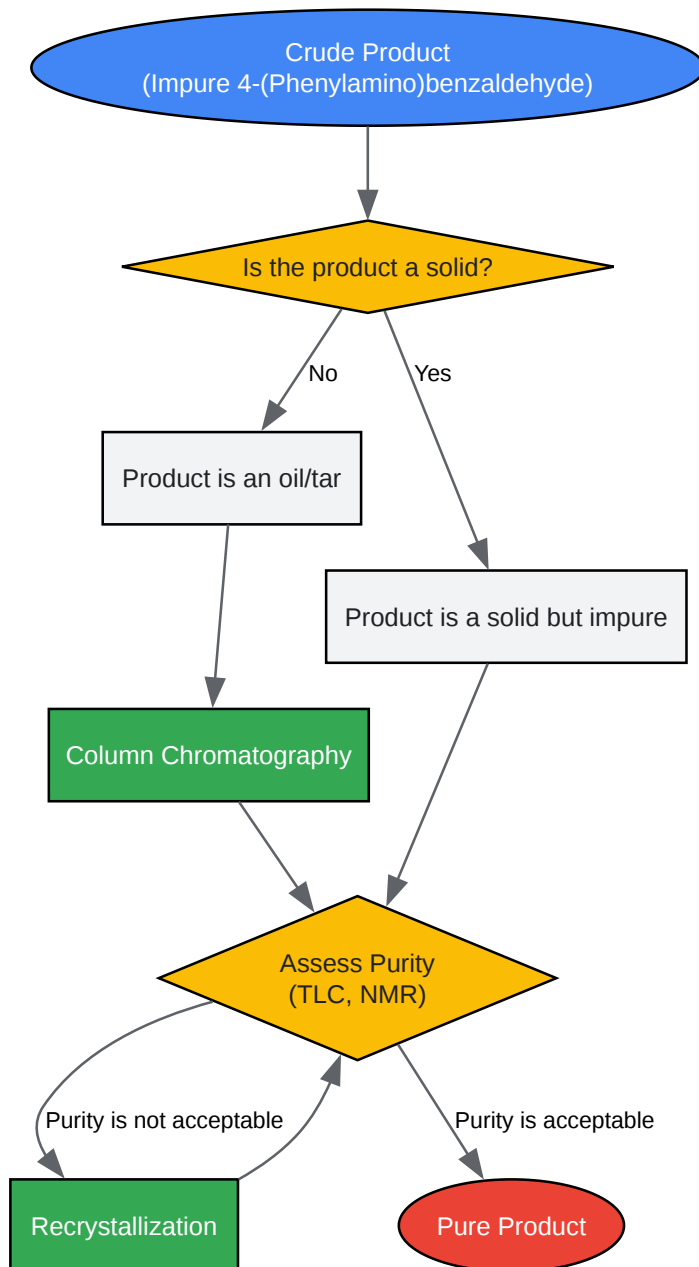 Crude Product
(Impure 4-(Phenylamino)benzaldehyde)
Is the product a solid?
No
Yes
Product is an oil/tar
Product is a solid but impure
Column Chromatography
Assess Purity
(TLC, NMR)
Purity is not acceptable
Purity is acceptable
Recrystallization
Pure Product